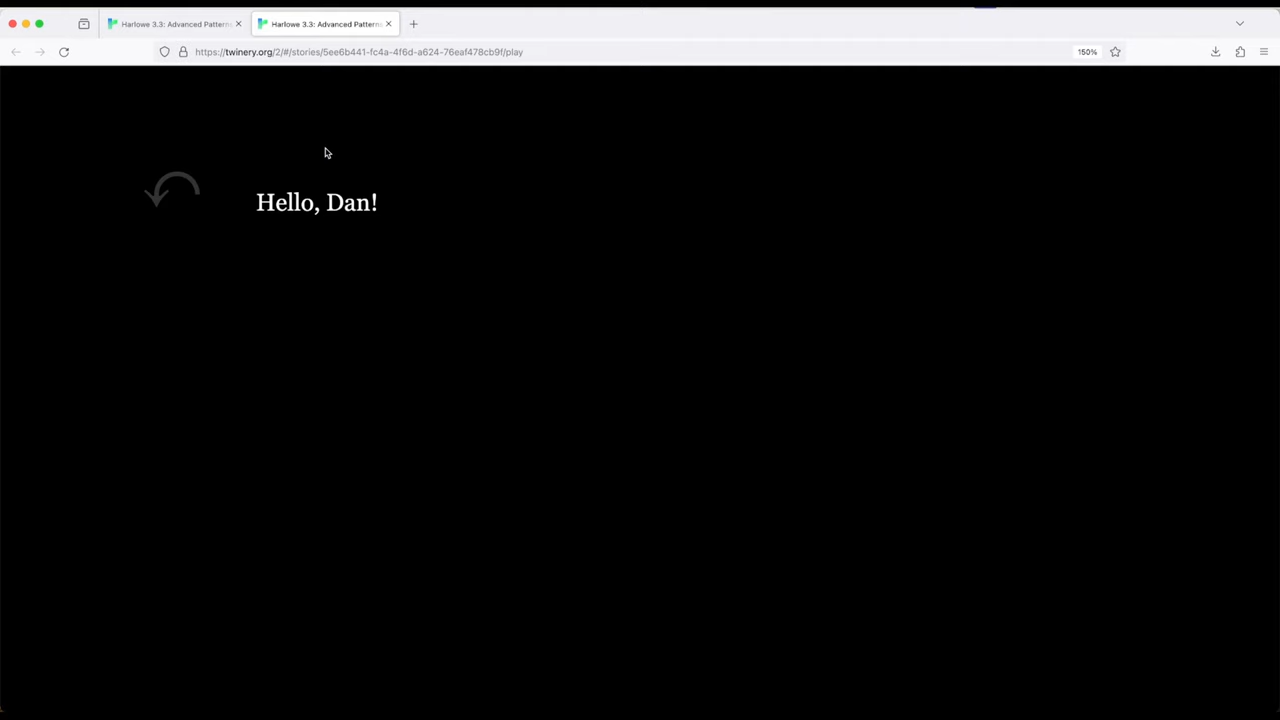 Harlowe 3.3: Advanced Pattern
Harlowe 3.3: Advanced Patterns
https://twinery.org/2/#/stories/5ee6b441-fc4a-4f6d-a624-76eaf478cb9f/play
150%
Hello, Dan!